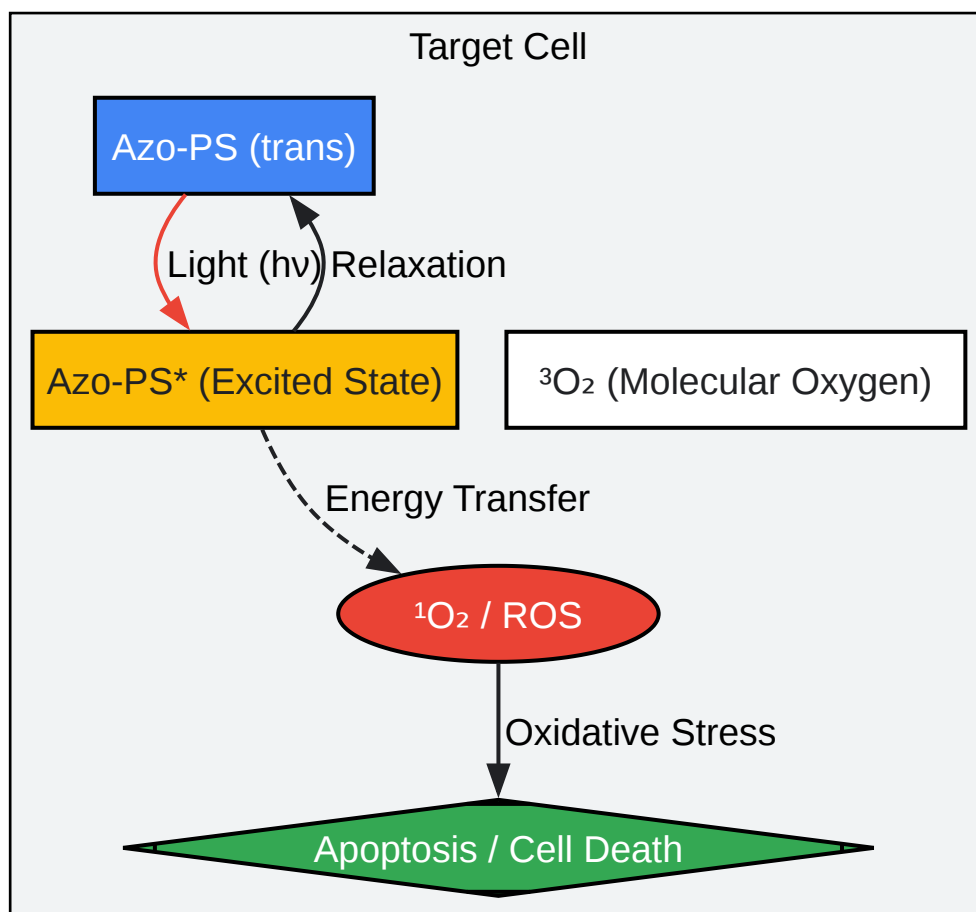 Target Cell
Azo-PS (trans)
Light (hν) Relaxation
Azo-PS* (Excited State)
³O₂ (Molecular Oxygen)
Energy Transfer
¹O₂ / ROS
Oxidative Stress
Apoptosis / Cell Death